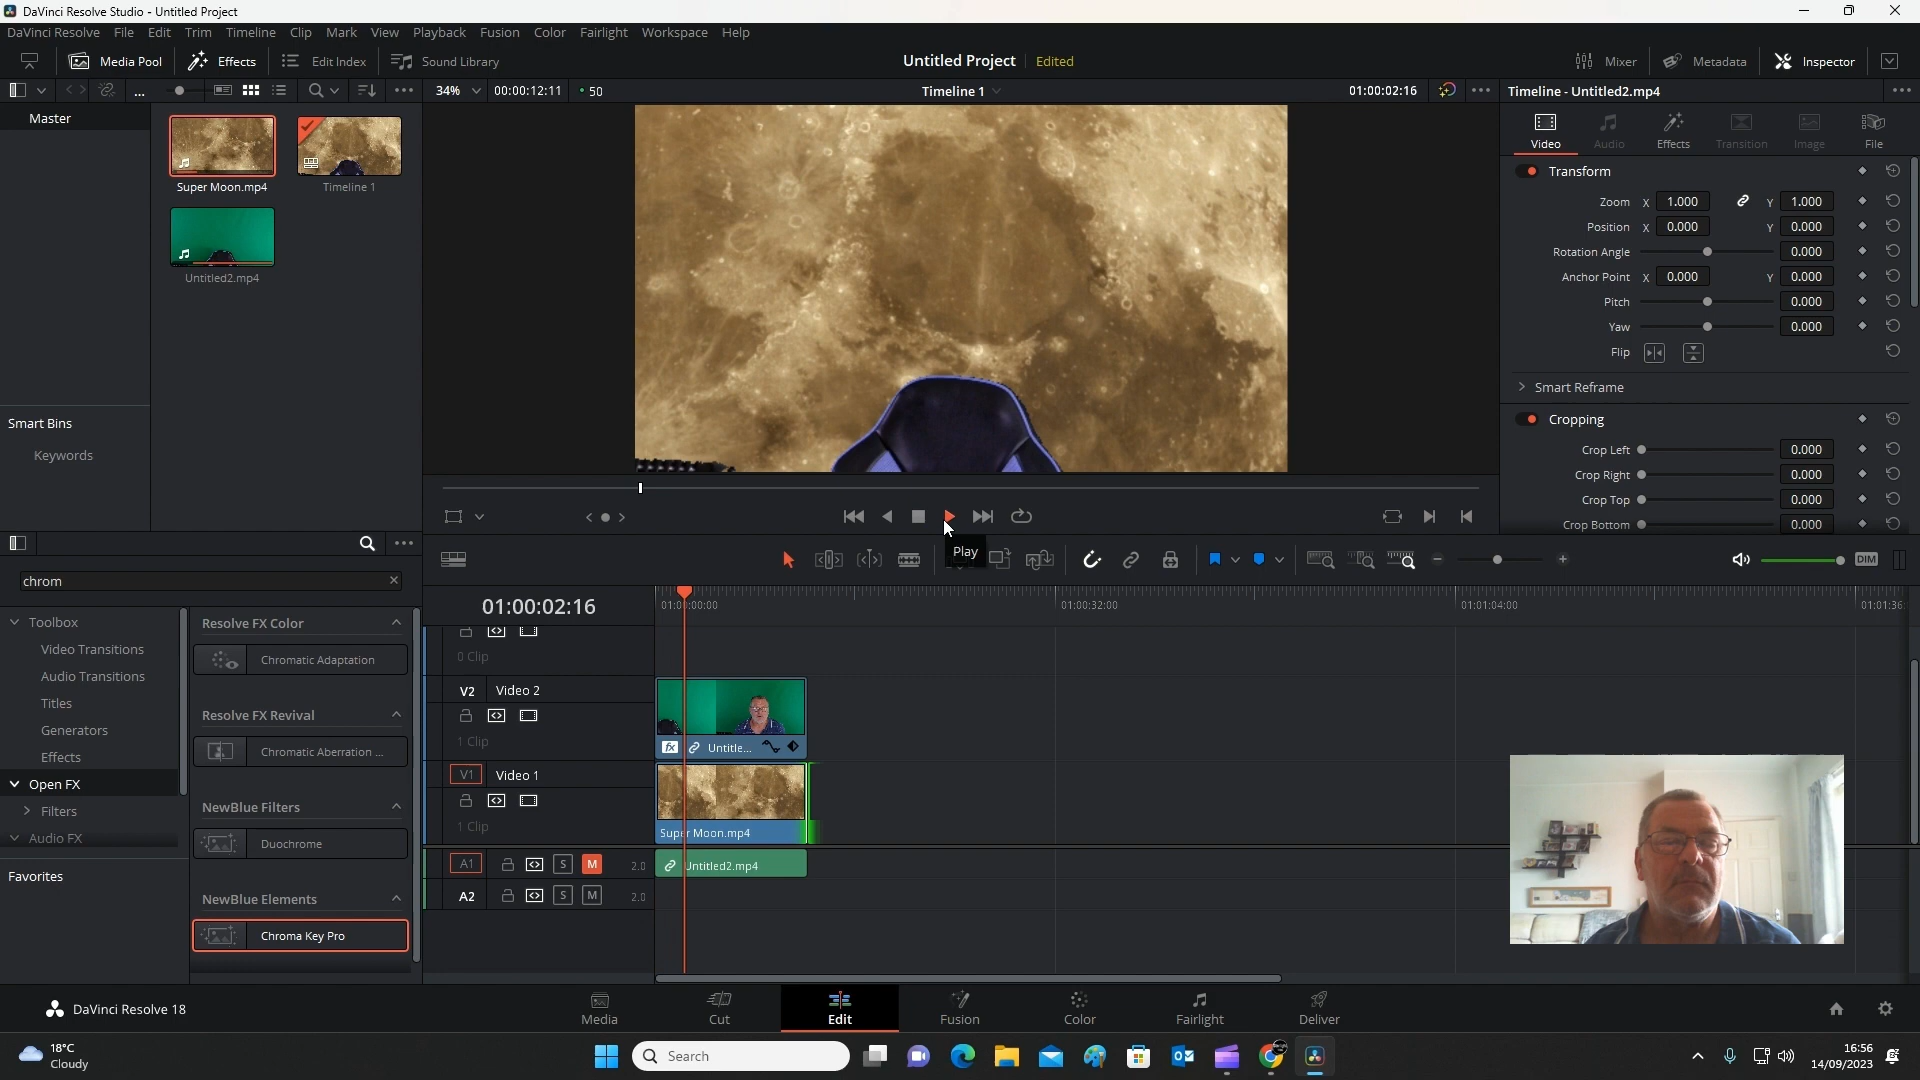 DaVinci Resolve Studio - Untitled Project
DaVinci Resolve File Edit Trim Timeline Clip Mark View Playback Fusion Color Fairlight Workspace Help
Media Pool Effects Edit Index Sound Library
Untitled Project Edited
Mixer Metadata Inspector
... 34% 00:00:12:11 50 Timeline 1 01:00:02:16 Timeline - Untitled2.mp4
Master
Super Moon.mp4 Timeline 1
Untitled2.mp4
Smart Bins
Keywords
Video Audio Effects Transition Image File
Transform
Zoom X 1.000 Y 1.000
Position X 0.000 Y 0.000
Rotation Angle 0.000
Anchor Point X 0.000 Y 0.000
Pitch 0.000
Yaw 0.000
Flip
Smart Reframe
Cropping
Crop Left 0.000
Crop Right 0.000
Crop Top 0.000
Crop Bottom 0.000
Play
DIM
chrom
Toolbox
Video Transitions
Audio Transitions
Titles
Generators
Effects
Open FX
Filters
Audio FX
Favorites
Resolve FX Color
Chromatic Adaptation
Resolve FX Revival
Chromatic Aberration ...
NewBlue Filters
Duochrome
NewBlue Elements
Chroma Key Pro
01:00:02:16
01:00:00:00 01:00:32:00 01:01:04:00 01:01:36:
0 Clip
V2 Video 2
1 Clip
fx Untitle...
V1 Video 1
1 Clip
Super Moon.mp4
A1 S M 2.0 Untitled2.mp4
A2 S M 2.0
DaVinci Resolve 18
Media Cut Edit Fusion Color Fairlight Deliver
18°C
Cloudy
Search
16:56
14/09/2023